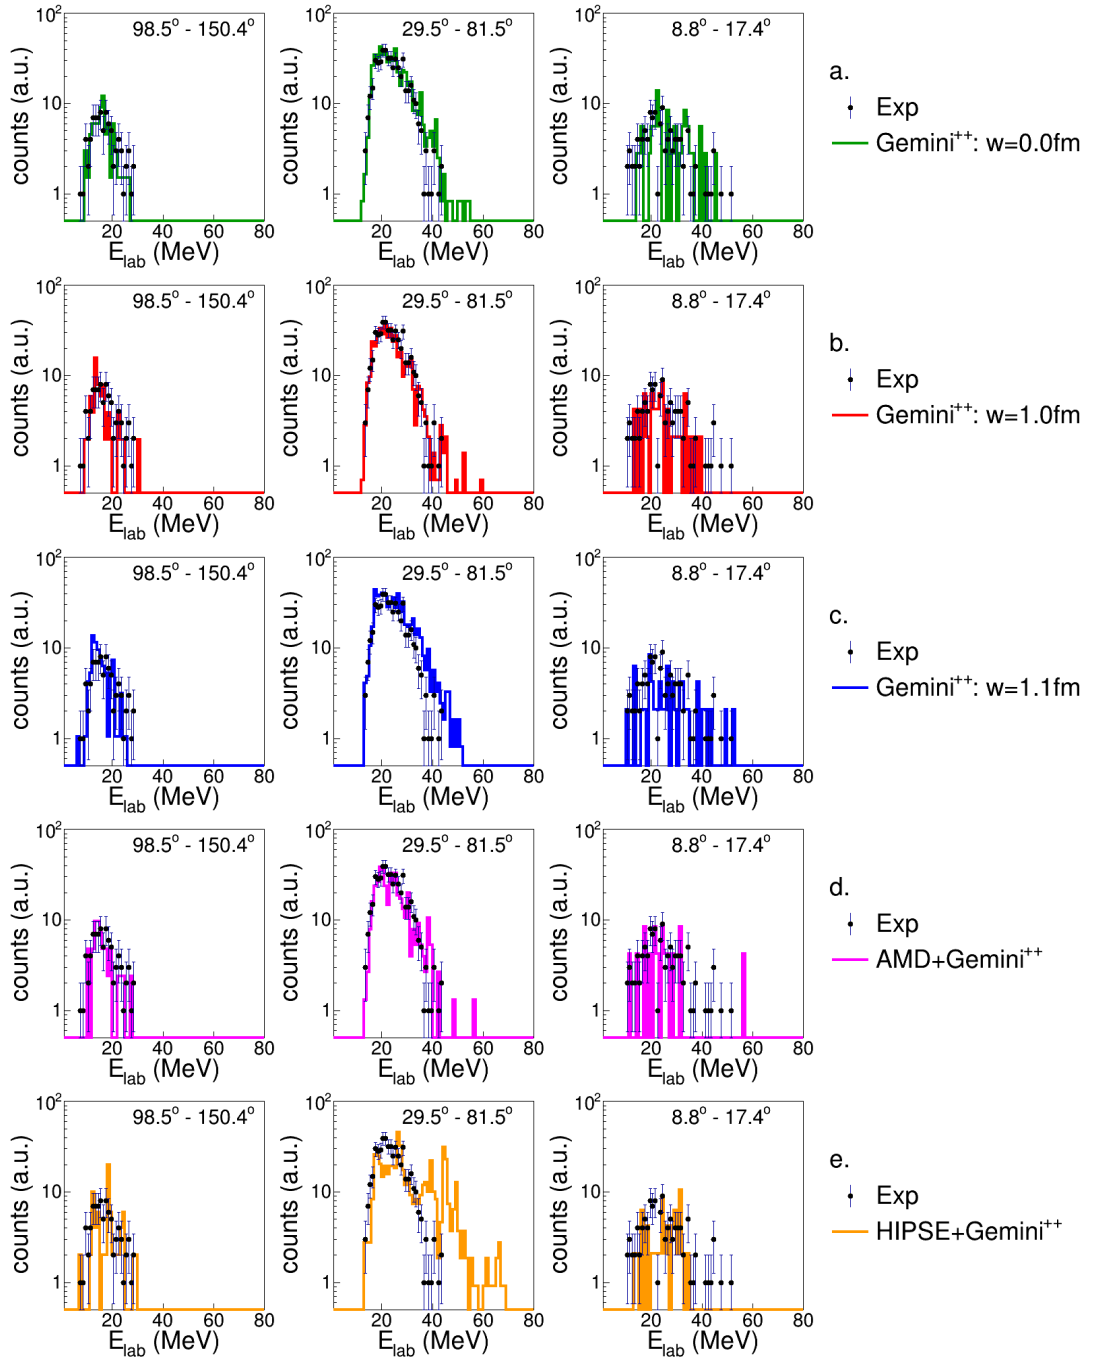 98.5° - 150.4°
10²
10
1
counts (a.u.)
20 40 60 80
E_lab (MeV)
29.5° - 81.5°
10²
10
1
counts (a.u.)
20 40 60 80
E_lab (MeV)
8.8° - 17.4°
10²
10
1
counts (a.u.)
20 40 60 80
E_lab (MeV)
a.
Exp
Gemini⁺⁺: w=0.0fm
98.5° - 150.4°
10²
10
1
counts (a.u.)
20 40 60 80
E_lab (MeV)
29.5° - 81.5°
10²
10
1
counts (a.u.)
20 40 60 80
E_lab (MeV)
8.8° - 17.4°
10²
10
1
counts (a.u.)
20 40 60 80
E_lab (MeV)
b.
Exp
Gemini⁺⁺: w=1.0fm
98.5° - 150.4°
10²
10
1
counts (a.u.)
20 40 60 80
E_lab (MeV)
29.5° - 81.5°
10²
10
1
counts (a.u.)
20 40 60 80
E_lab (MeV)
8.8° - 17.4°
10²
10
1
counts (a.u.)
20 40 60 80
E_lab (MeV)
c.
Exp
Gemini⁺⁺: w=1.1fm
98.5° - 150.4°
10²
10
1
counts (a.u.)
20 40 60 80
E_lab (MeV)
29.5° - 81.5°
10²
10
1
counts (a.u.)
20 40 60 80
E_lab (MeV)
8.8° - 17.4°
10²
10
1
counts (a.u.)
20 40 60 80
E_lab (MeV)
d.
Exp
AMD+Gemini⁺⁺
98.5° - 150.4°
10²
10
1
counts (a.u.)
20 40 60 80
E_lab (MeV)
29.5° - 81.5°
10²
10
1
counts (a.u.)
20 40 60 80
E_lab (MeV)
8.8° - 17.4°
10²
10
1
counts (a.u.)
20 40 60 80
E_lab (MeV)
e.
Exp
HIPSE+Gemini⁺⁺